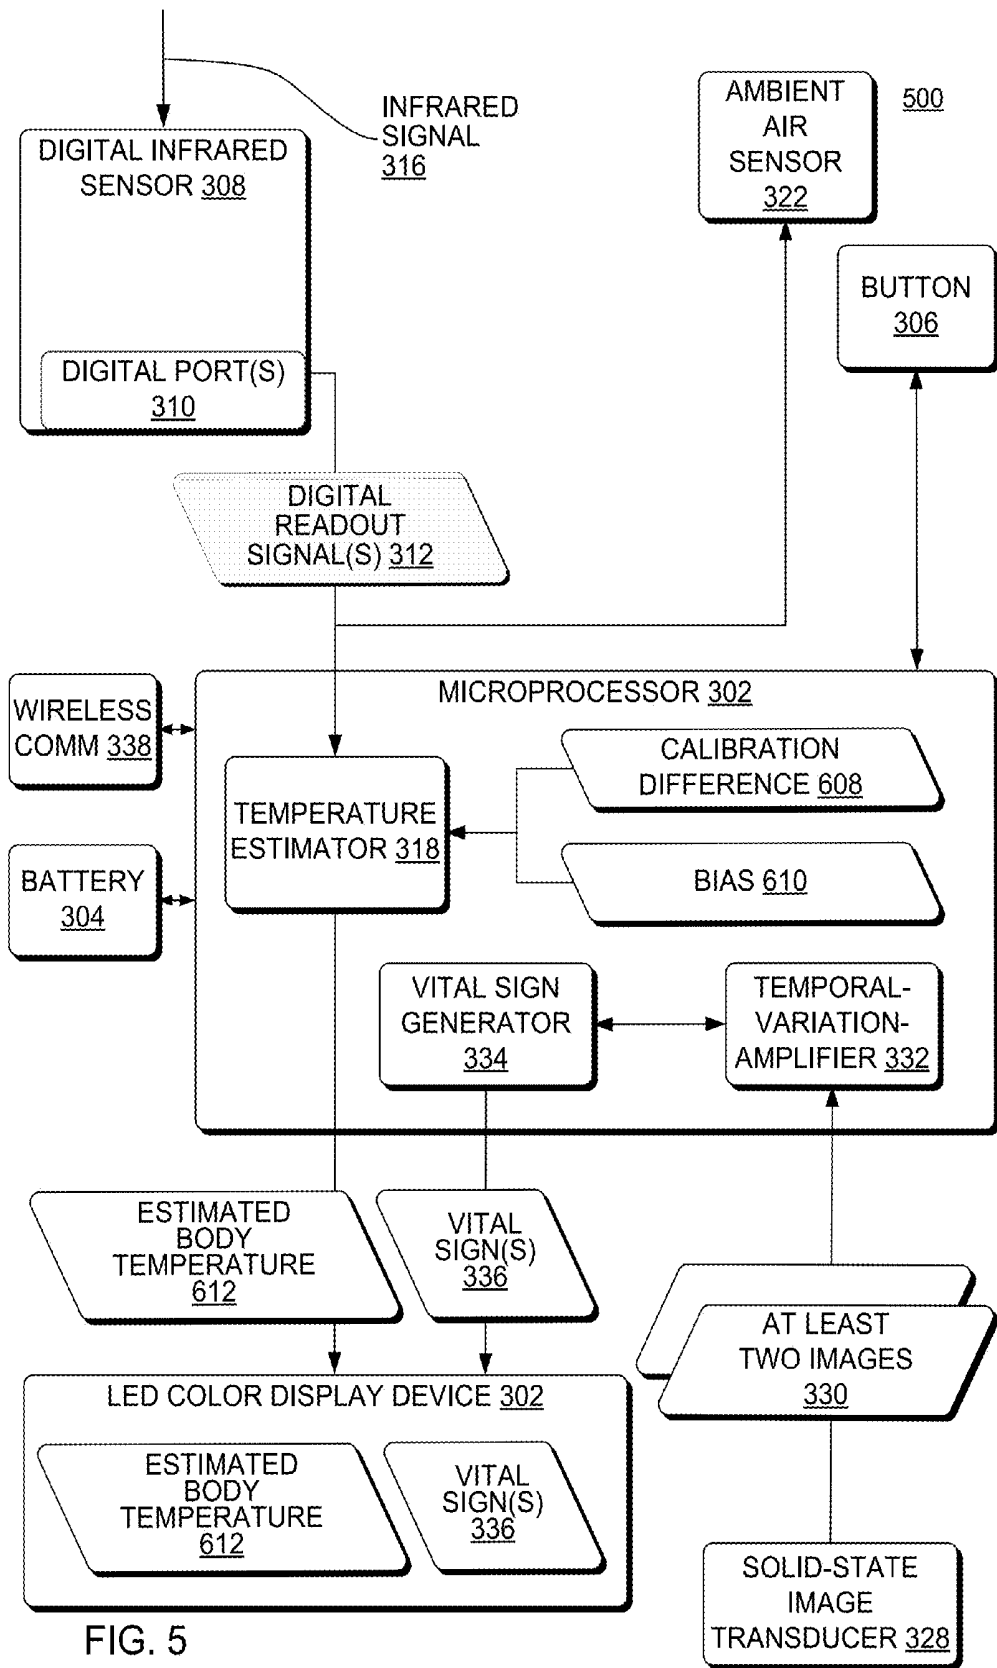 INFRARED
SIGNAL
316
AMBIENT
AIR
SENSOR
322
500
DIGITAL INFRARED
SENSOR 308
BUTTON
306
DIGITAL PORT(S)
310
DIGITAL
READOUT
SIGNAL(S) 312
MICROPROCESSOR 302
WIRELESS
COMM 338
CALIBRATION
DIFFERENCE 608
TEMPERATURE
ESTIMATOR 318
BATTERY
304
BIAS 610
VITAL SIGN
GENERATOR
334
TEMPORAL-
VARIATION-
AMPLIFIER 332
ESTIMATED
BODY
TEMPERATURE
612
VITAL
SIGN(S)
336
AT LEAST
TWO IMAGES
330
LED COLOR DISPLAY DEVICE 302
ESTIMATED
BODY
TEMPERATURE
612
VITAL
SIGN(S)
336
SOLID-STATE
IMAGE
TRANSDUCER 328
FIG. 5